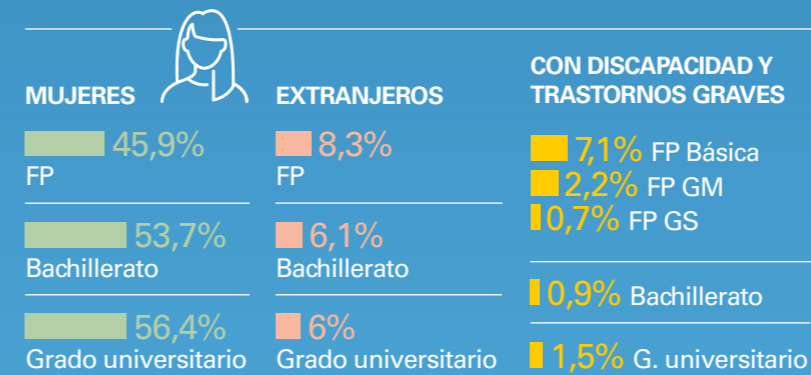 MUJERES
45,9%
FP
53,7%
Bachillerato
56,4%
Grado universitario
EXTRANJEROS
8,3%
FP
6,1%
Bachillerato
6%
Grado universitario
CON DISCAPACIDAD Y
TRASTORNOS GRAVES
7,1% FP Básica
2,2% FP GM
0,7% FP GS
0,9% Bachillerato
1,5% G. universitario